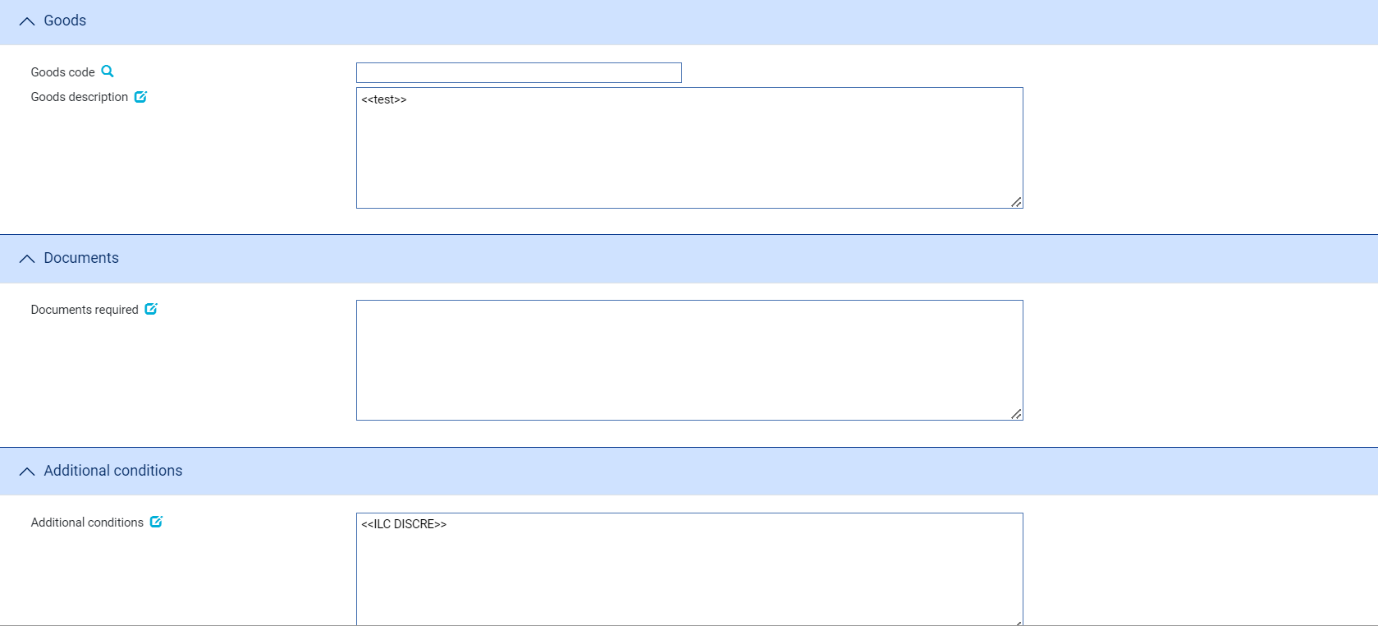 Goods
Goods code
Goods description
<<test>>
Documents
Documents required
Additional conditions
Additional conditions
<<ILC DISCRE>>